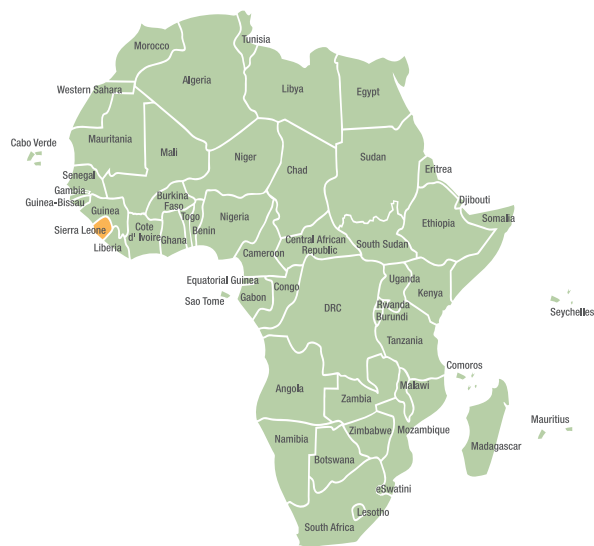 Tunisia
Morocco
Algeria
Libya
Egypt
Western Sahara
Mauritania
Mali
Niger
Chad
Sudan
Eritrea
Cabo Verde
Senegal
Gambia
Guinea-Bissau
Guinea
Sierra Leone
Liberia
Cote
d' Ivoire
Burkina
Faso
Ghana
Togo
Benin
Nigeria
Cameroon
Central African
Republic
South Sudan
Ethiopia
Djibouti
Somalia
Equatorial Guinea
Sao Tome
Gabon
Congo
DRC
Uganda
Kenya
Rwanda
Burundi
Tanzania
Seychelles
Comoros
Angola
Zambia
Malawi
Mozambique
Zimbabwe
Namibia
Botswana
Madagascar
Mauritius
eSwatini
Lesotho
South Africa